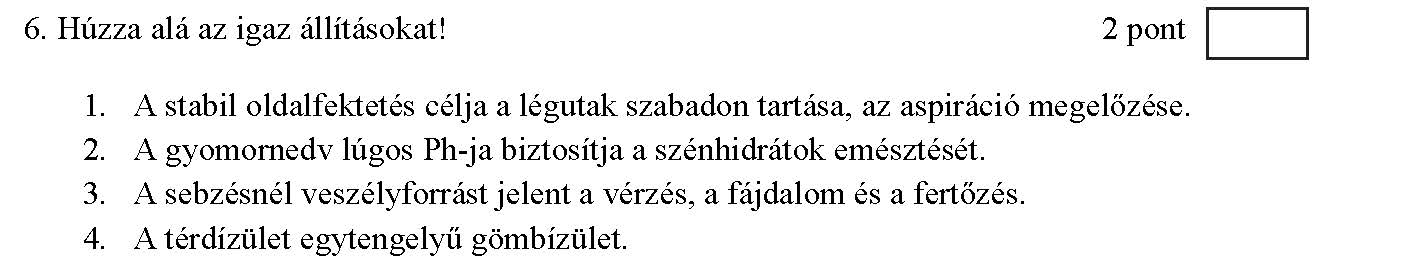 6. Húzza alá az igaz állításokat! 2 pont
1. A stabil oldalfektetés célja a légutak szabadon tartása, az aspiráció megelőzése.
2. A gyomornedv lúgos Ph-ja biztosítja a szénhidrátok emésztését.
3. A sebzésnél veszélyforrást jelent a vérzés, a fájdalom és a fertőzés.
4. A térdízület egytengelyű gömbízület.